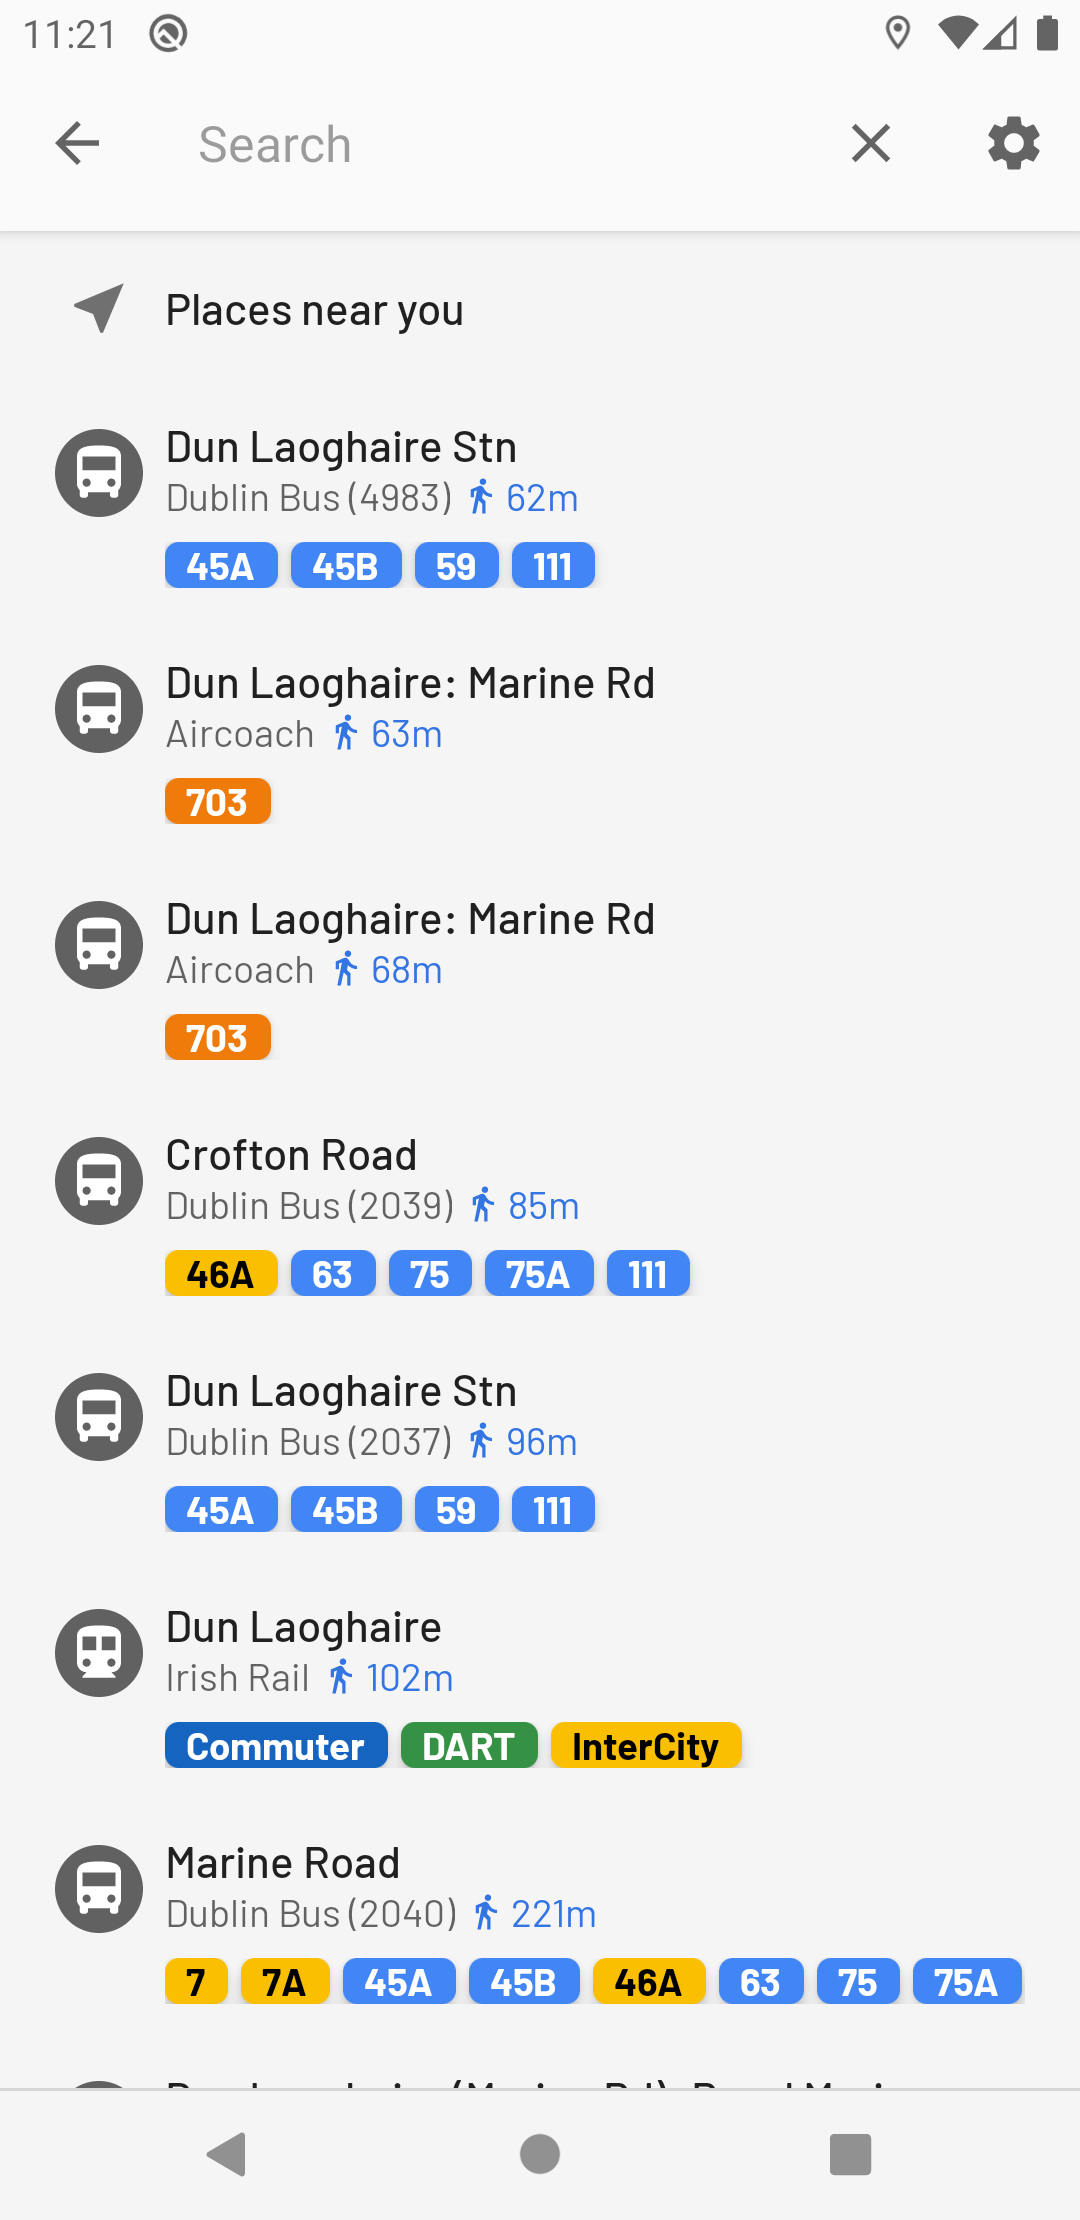 11:21
Search
Places near you
Dun Laoghaire Stn
Dublin Bus (4983) 62m
45A 45B 59 111
Dun Laoghaire: Marine Rd
Aircoach 63m
703
Dun Laoghaire: Marine Rd
Aircoach 68m
703
Crofton Road
Dublin Bus (2039) 85m
46A 63 75 75A 111
Dun Laoghaire Stn
Dublin Bus (2037) 96m
45A 45B 59 111
Dun Laoghaire
Irish Rail 102m
Commuter DART InterCity
Marine Road
Dublin Bus (2040) 221m
7 7A 45A 45B 46A 63 75 75A